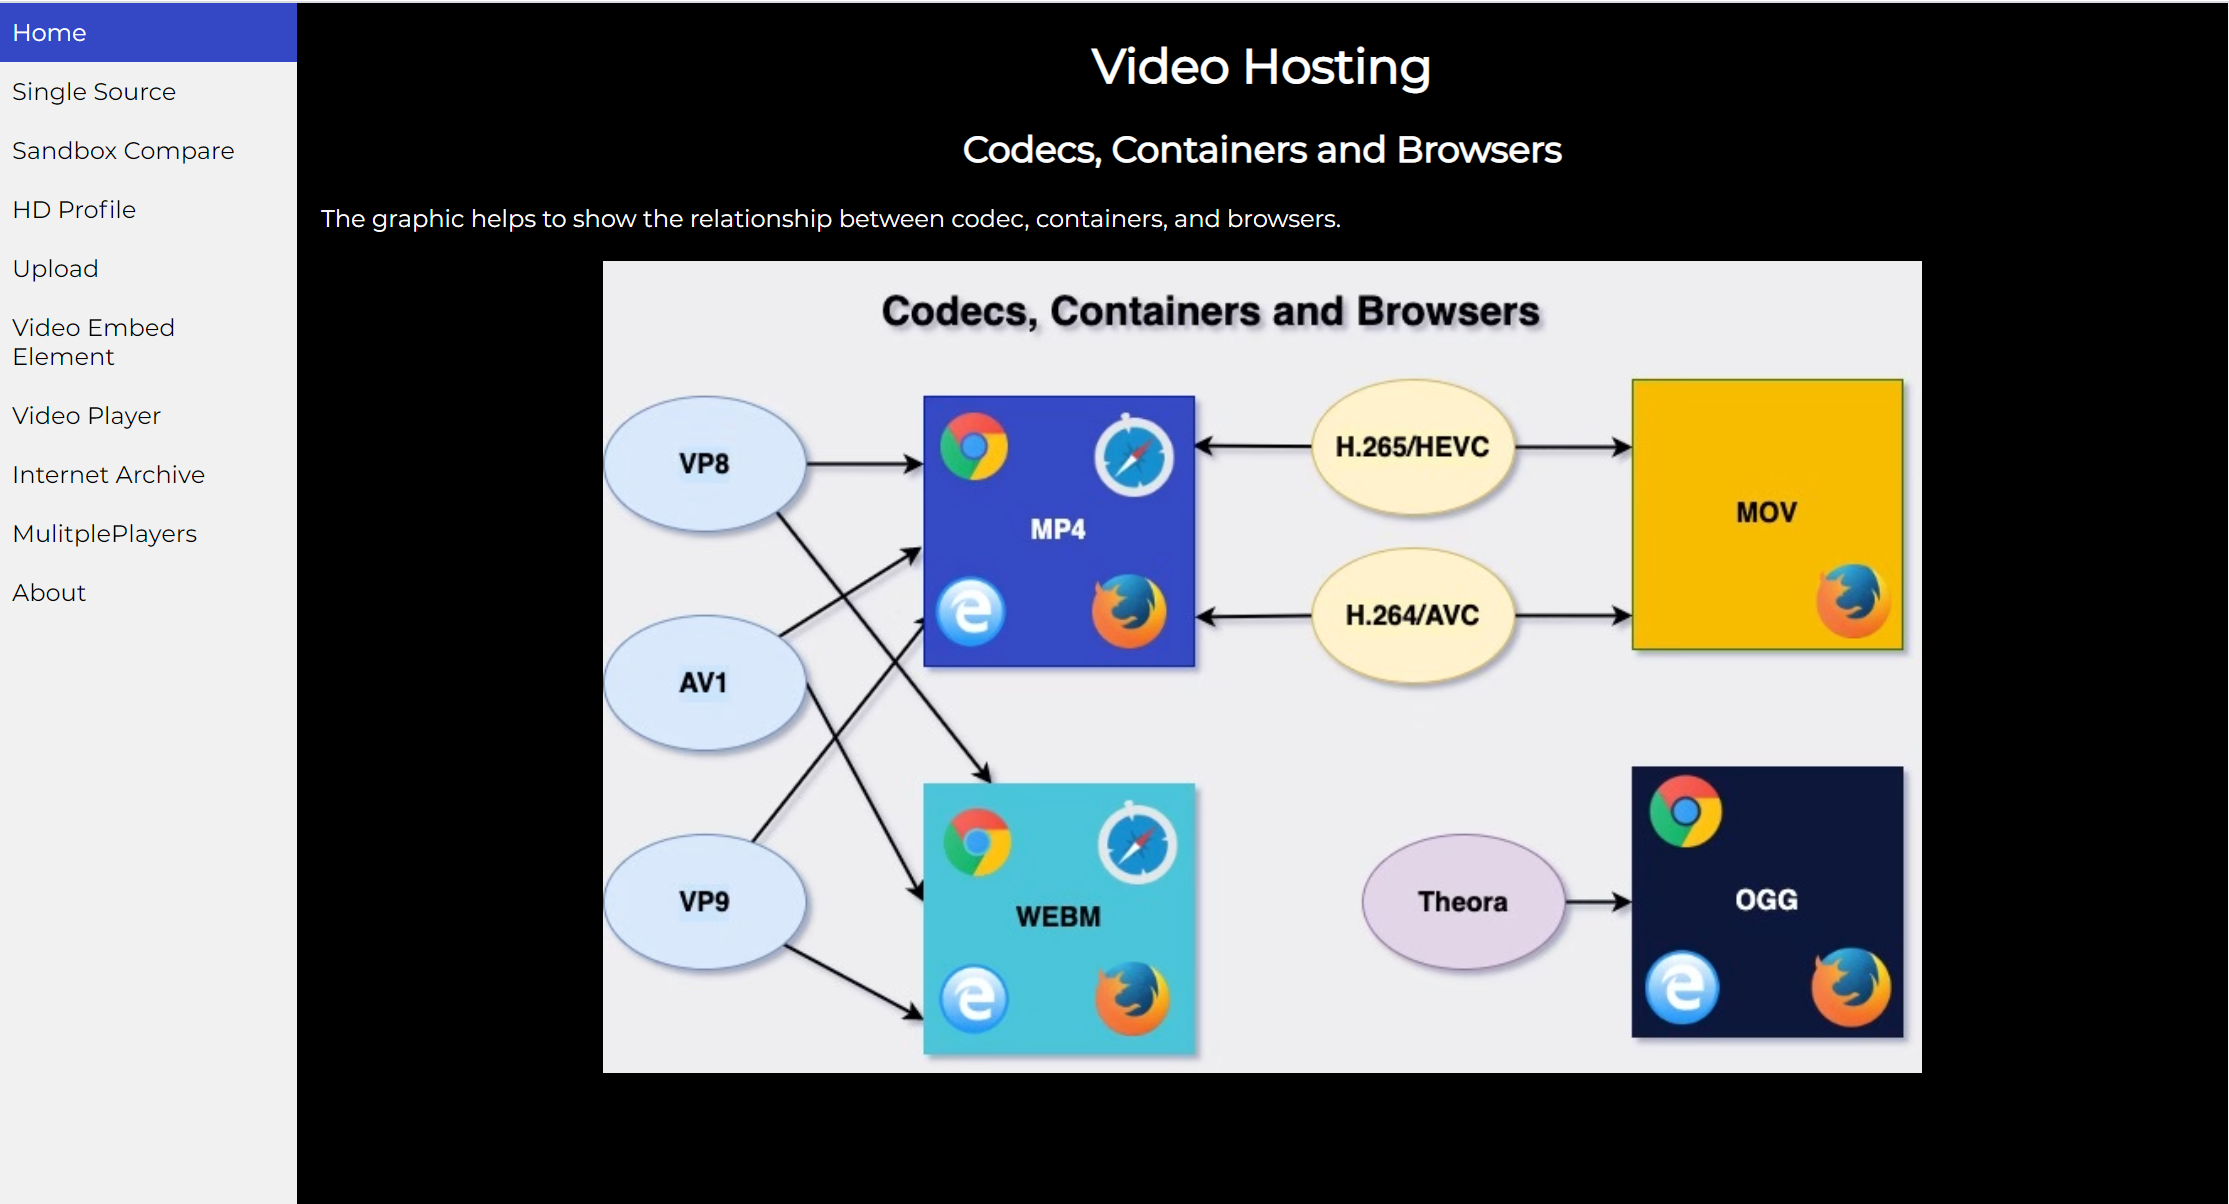 Home
Single Source
Sandbox Compare
HD Profile
Upload
Video Embed
Element
Video Player
Internet Archive
MulitplePlayers
About
Video Hosting
Codecs, Containers and Browsers
The graphic helps to show the relationship between codec, containers, and browsers.
Codecs, Containers and Browsers
VP8
AV1
VP9
MP4
WEBM
H.265/HEVC
H.264/AVC
MOV
Theora
OGG